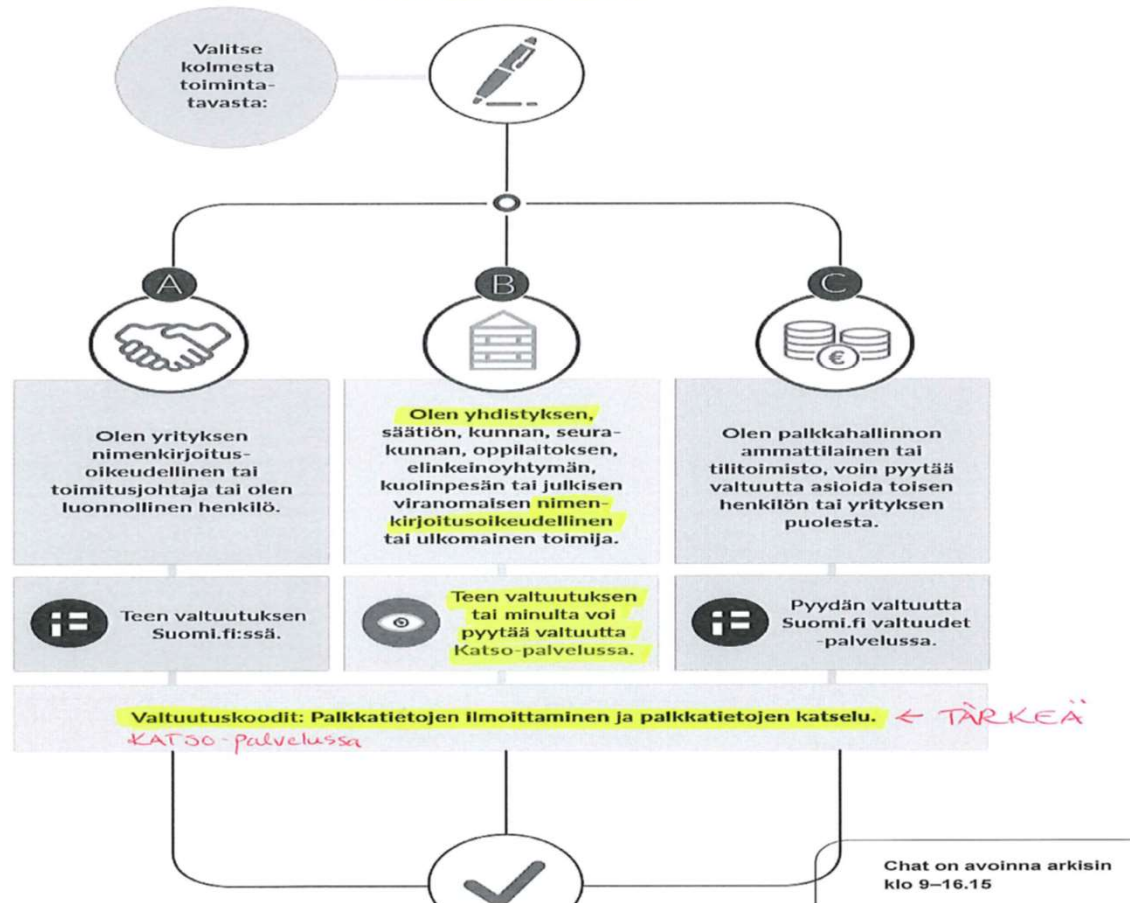 Valitse
kolmesta
toiminta-
tavasta:
A
Olen yrityksen
nimenkirjoitus-
oikeudellinen tai
toimitusjohtaja tai olen
luonnollinen henkilö.
Teen valtuutuksen
Suomi.fi:ssä.
B
Olen yhdistyksen,
säätiön, kunnan, seura-
kunnan, oppilaitoksen,
elinkeinoyhtymän,
kuolinpesän tai julkisen
viranomaisen nimen-
kirjoitusoikeudellinen
tai ulkomainen toimija.
Teen valtuutuksen
tai minulta voi
pyytää valtuutta
Katso-palvelussa.
C
€
Olen palkkahallinnon
ammattilainen tai
tilitoimisto, voin pyytää
valtuutta asioida toisen
henkilön tai yrityksen
puolesta.
Pyydän valtuutta
Suomi.fi valtuudet
-palvelussa.
Valtuutuskoodit: Palkkatietojen ilmoittaminen ja palkkatietojen katselu. ← TÄRKEÄ
KATSO-palvelussa
Chat on avoinna arkisin
klo 9–16.15